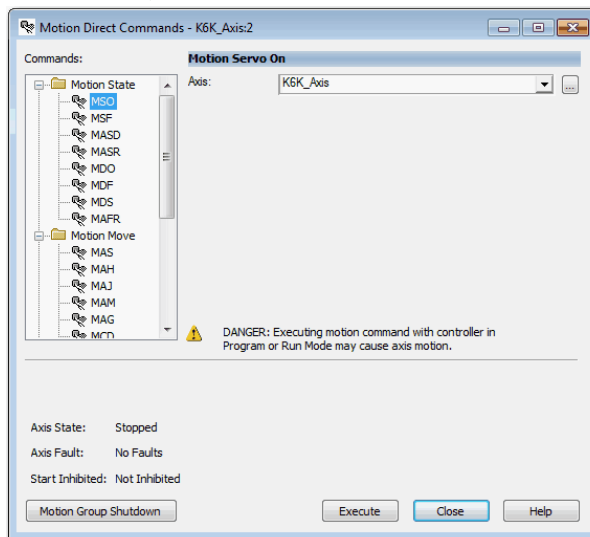 Motion Direct Commands - K6K_Axis:2
Commands:
Motion Servo On
Motion State
MSO
MSF
MASD
MASR
MDO
MDF
MDS
MAFR
Motion Move
MAS
MAH
MAJ
MAM
MAG
MCD
Axis:
K6K_Axis
...
DANGER: Executing motion command with controller in
Program or Run Mode may cause axis motion.
Axis State: Stopped
Axis Fault: No Faults
Start Inhibited: Not Inhibited
Motion Group Shutdown
Execute
Close
Help